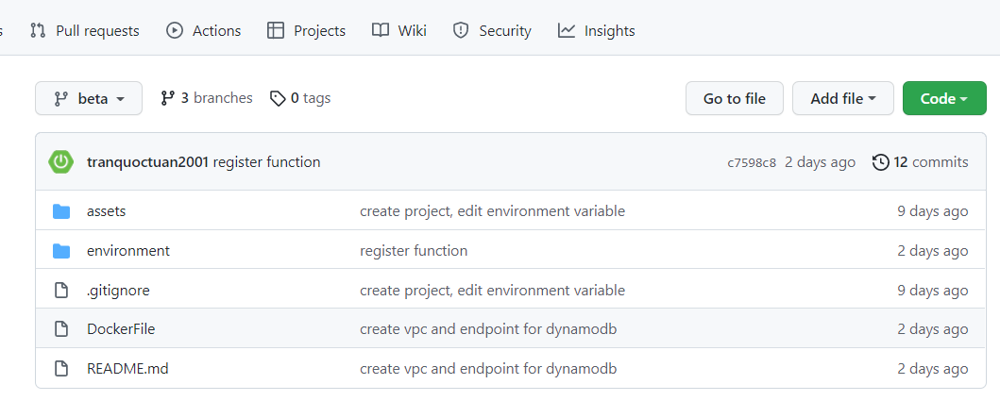 s Pull requests Actions Projects Wiki Security Insights
beta 3 branches 0 tags Go to file Add file Code
tranquoctuan2001 register function c7598c8 2 days ago 12 commits
assets create project, edit environment variable 9 days ago
environment register function 2 days ago
.gitignore create project, edit environment variable 9 days ago
DockerFile create vpc and endpoint for dynamodb 2 days ago
README.md create vpc and endpoint for dynamodb 2 days ago